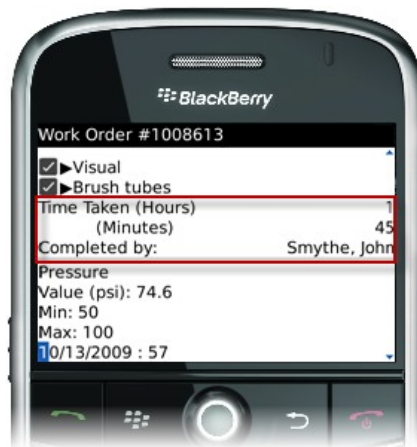 BlackBerry
Work Order #1008613
▶Visual
▶Brush tubes
Time Taken (Hours) 1
(Minutes) 45
Completed by: Smythe, John
Pressure
Value (psi): 74.6
Min: 50
Max: 100
10/13/2009 : 57